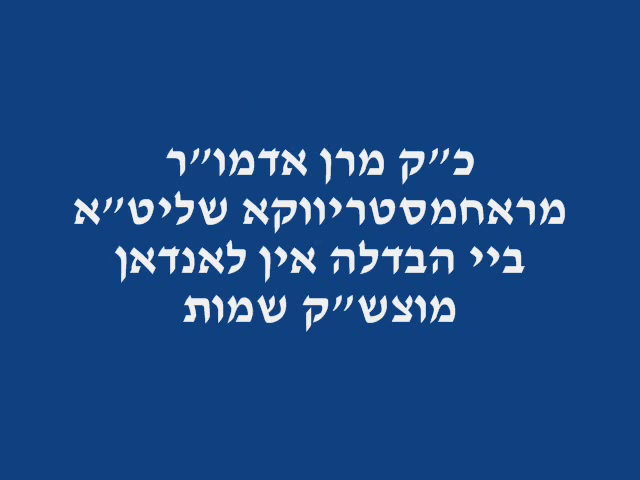 כ״ק מרן אדמו״ר
מראחמסטריווקא שליט״א
ביי הבדלה אין לאנדאן
מוצש״ק שמות